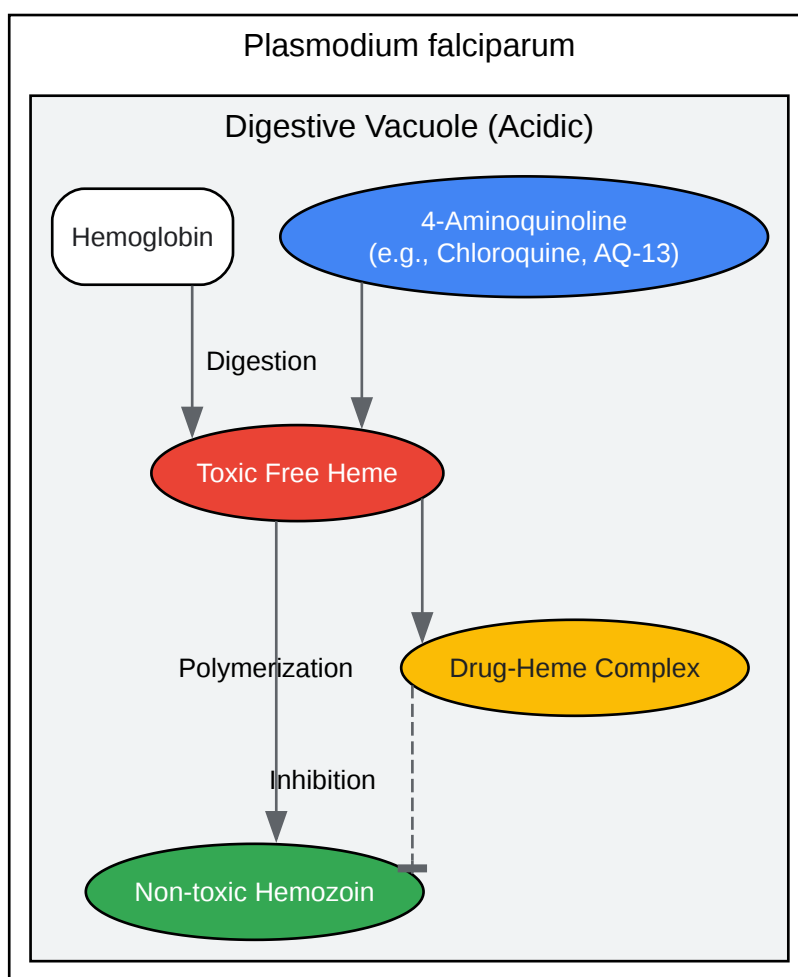 Plasmodium falciparum
Digestive Vacuole (Acidic)
Hemoglobin
4-Aminoquinoline
(e.g., Chloroquine, AQ-13)
Digestion
Toxic Free Heme
Polymerization
Drug-Heme Complex
Inhibition
Non-toxic Hemozoin